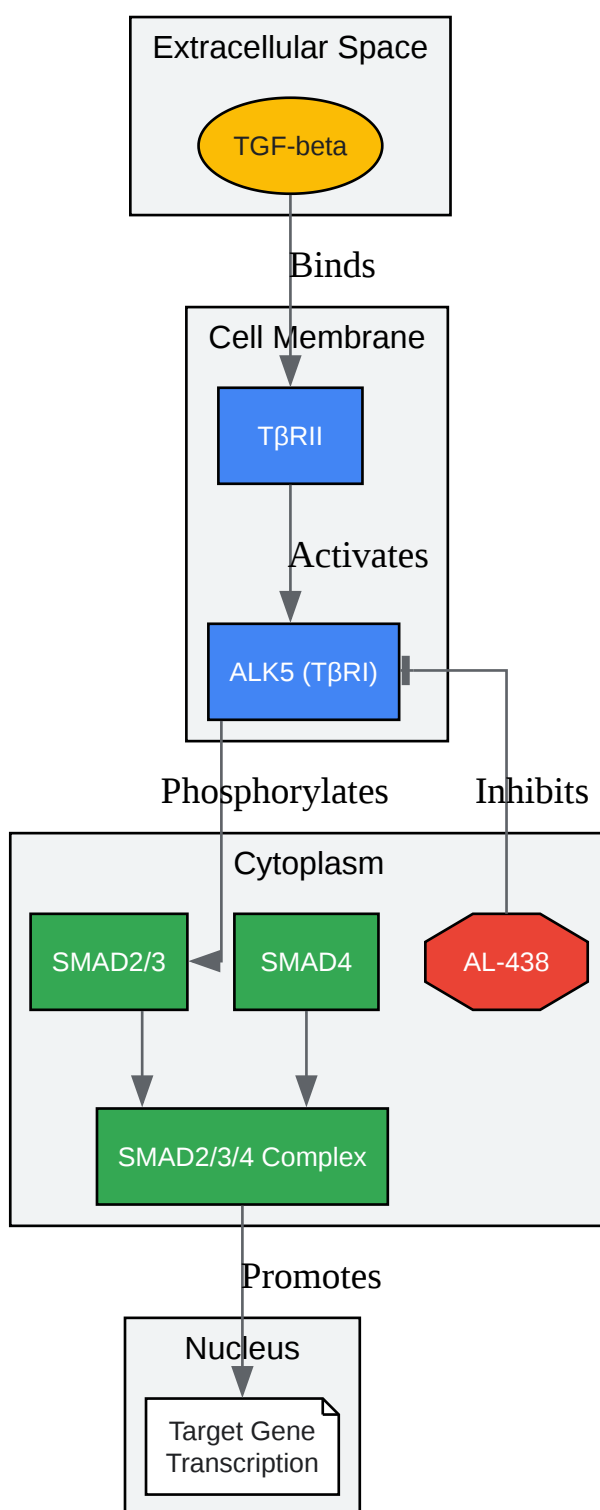 Extracellular Space
TGF-beta
Binds
Cell Membrane
TβRII
Activates
ALK5 (TβRI)
Phosphorylates
Inhibits
Cytoplasm
SMAD2/3
SMAD4
AL-438
SMAD2/3/4 Complex
Promotes
Nucleus
Target Gene
Transcription